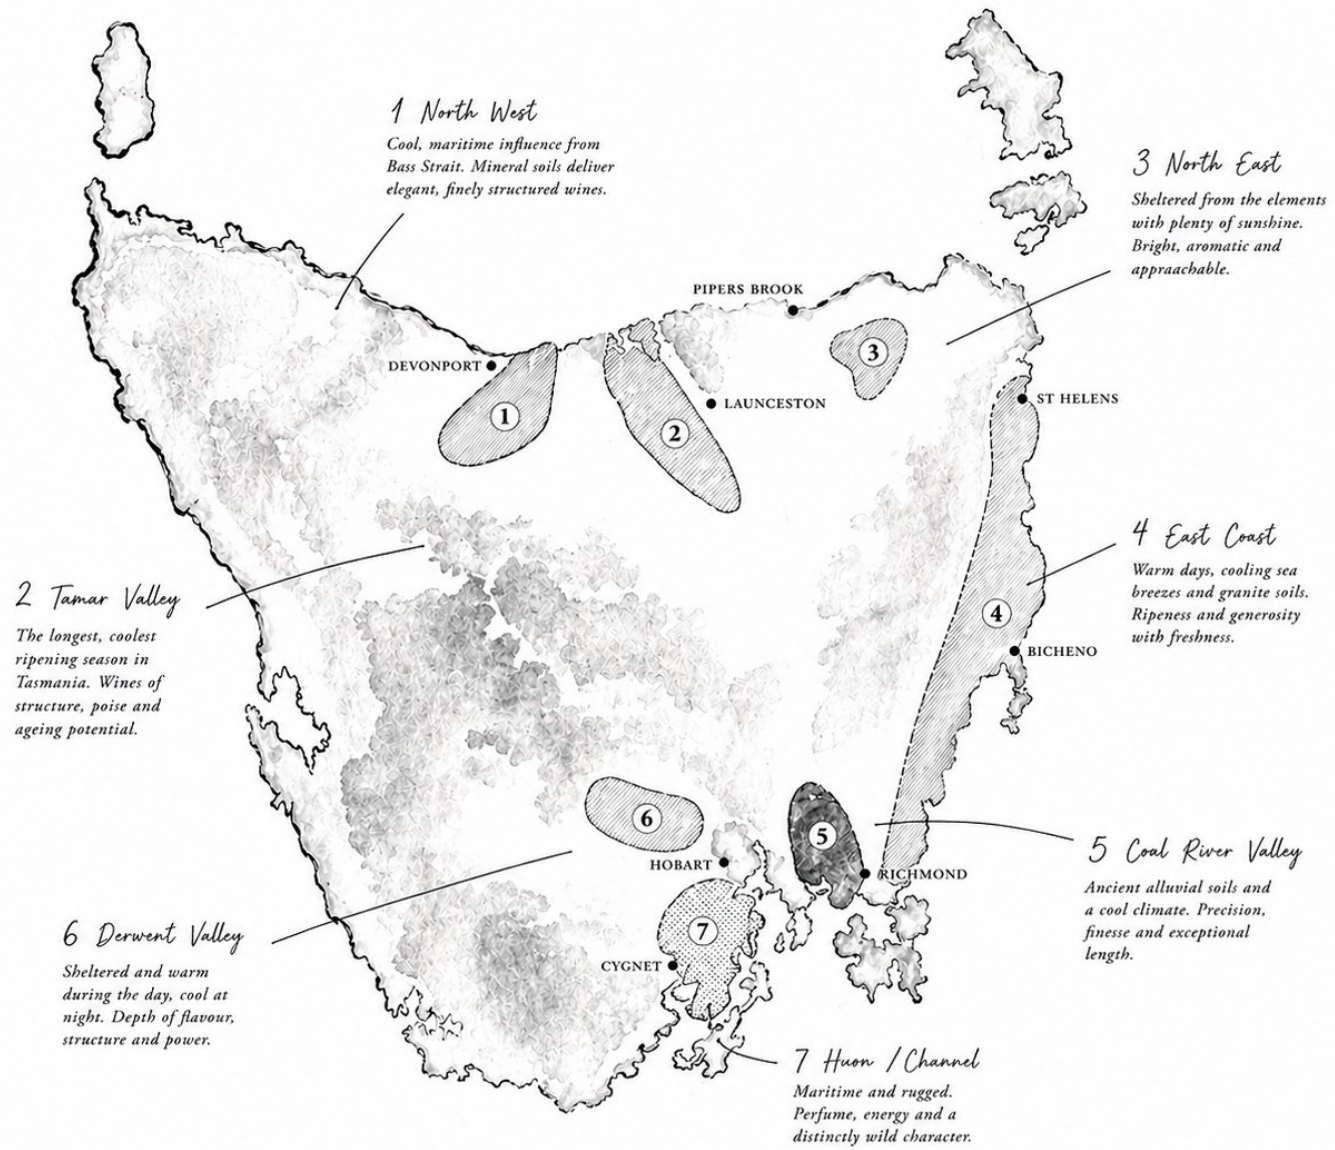 1 North West
Cool, maritime influence from
Bass Strait. Mineral soils deliver
elegant, finely structured wines.
3 North East
Sheltered from the elements
with plenty of sunshine.
Bright, aromatic and
appraachable.
PIPERS BROOK
DEVONPORT
LAUNCESTON
ST HELENS
1
2
3
4 East Coast
Warm days, cooling sea
breezes and granite soils.
Ripeness and generosity
with freshness.
2 Tamar Valley
The longest, coolest
ripening season in
Tasmania. Wines of
structure, poise and
ageing potential.
4
BICHENO
6
5
HOBART
RICHMOND
5 Coal River Valley
Ancient alluvial soils and
a cool climate. Precision,
finesse and exceptional
length.
6 Derwent Valley
Sheltered and warm
during the day, cool at
night. Depth of flavour,
structure and power.
7
CYGNET
7 Huon / Channel
Maritime and rugged.
Perfume, energy and a
distinctly wild character.